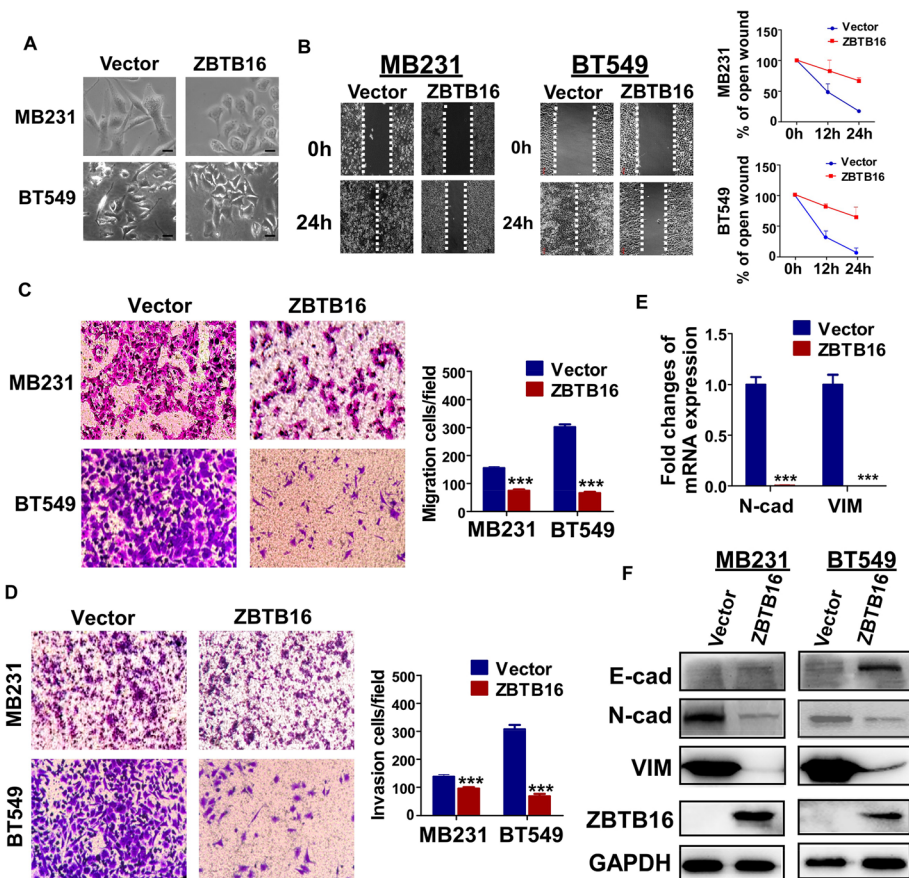 A
Vector ZBTB16
MB231
BT549
B
MB231 BT549
Vector ZBTB16 Vector ZBTB16
0h 0h
24h 24h
MB231
% of open wound
150
100
50
0
0h 12h 24h
Vector
ZBTB16
BT549
% of open wound
150
100
50
0
0h 12h 24h
Vector
ZBTB16
C
Vector ZBTB16
MB231
BT549
Migration cells/field
500
400
300
200
100
0
Vector
ZBTB16
*** ***
MB231 BT549
D
Vector ZBTB16
MB231
BT549
Invasion cells/field
500
400
300
200
100
0
Vector
ZBTB16
*** ***
MB231 BT549
E
Fold changes of
mRNA expression
1.5
1.0
0.5
0.0
Vector
ZBTB16
*** ***
N-cad VIM
F
MB231 BT549
Vector ZBTB16 Vector ZBTB16
E-cad
N-cad
VIM
ZBTB16
GAPDH